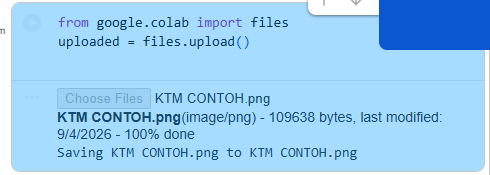 from google.colab import files
uploaded = files.upload()
Choose Files KTM CONTOH.png
KTM CONTOH.png(image/png) - 109638 bytes, last modified:
9/4/2026 - 100% done
Saving KTM CONTOH.png to KTM CONTOH.png